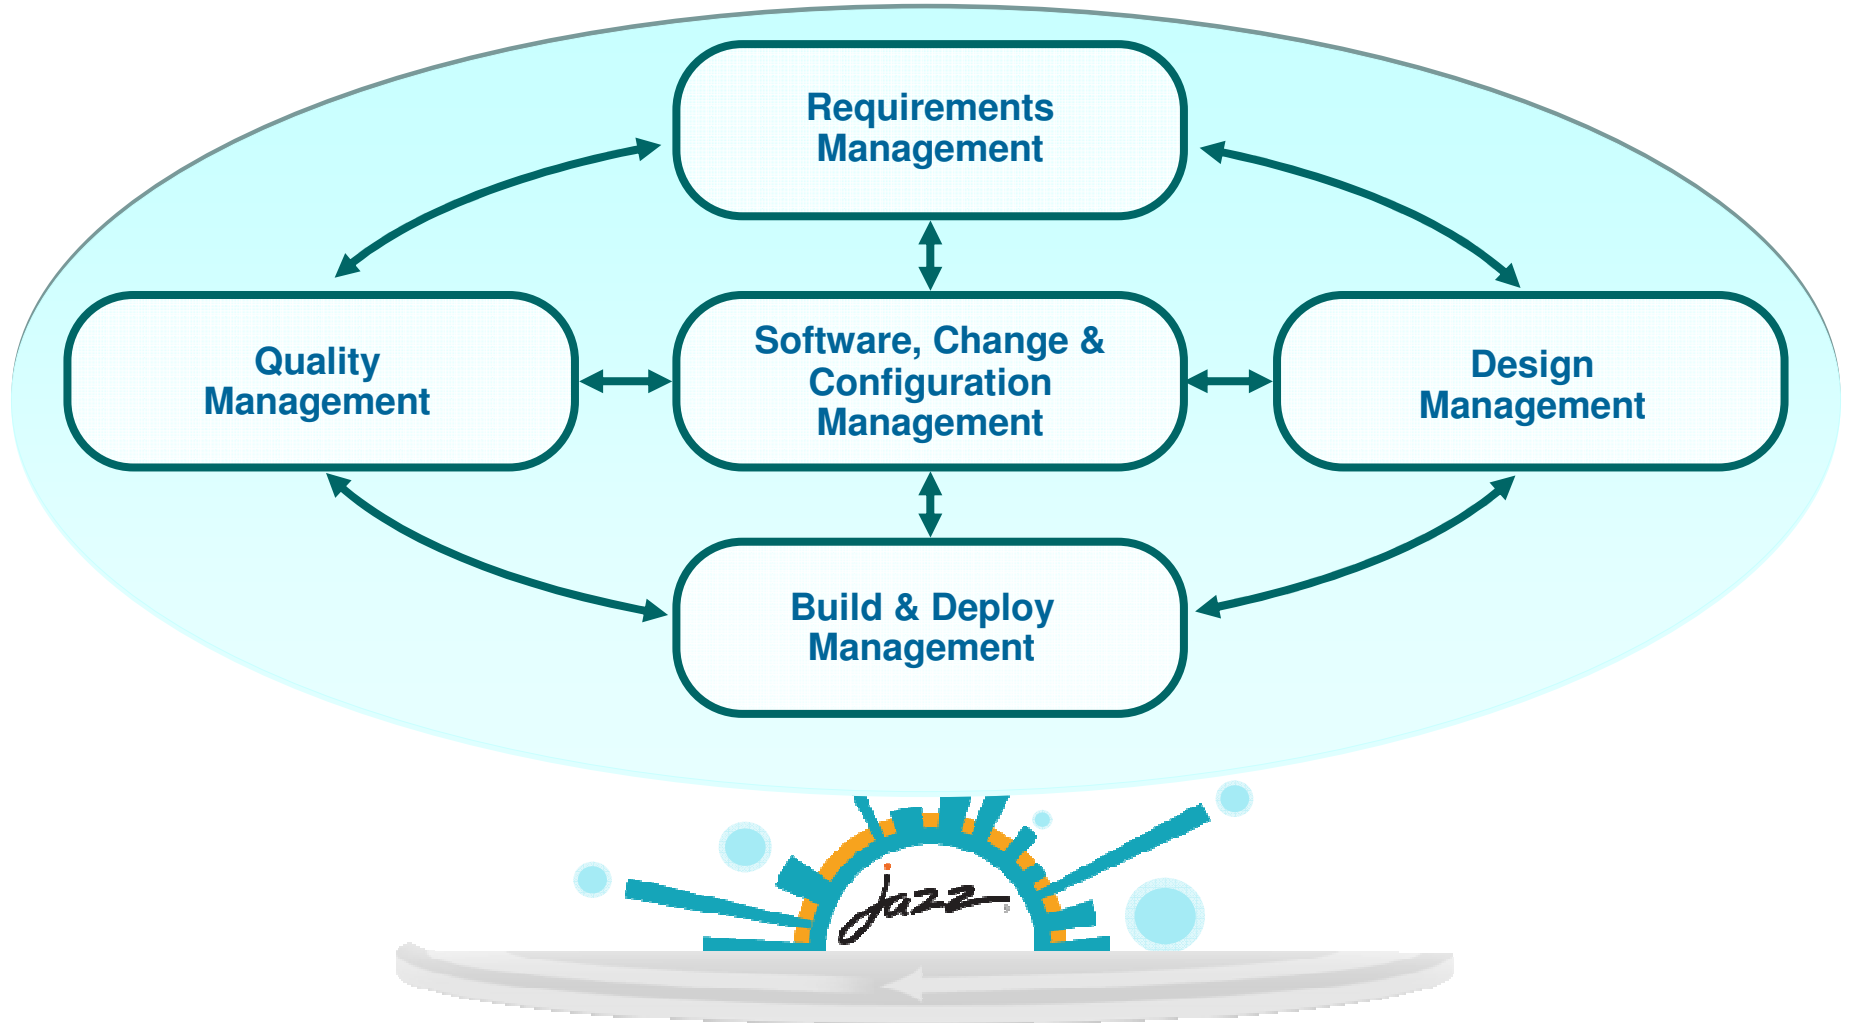 Requirements
Management
Quality
Management
Software, Change &
Configuration
Management
Design
Management
Build & Deploy
Management
jazz